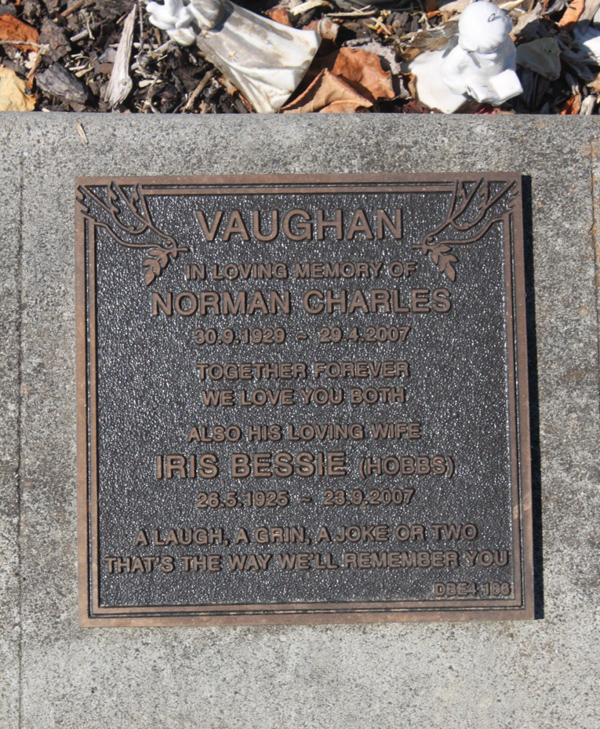 VAUGHAN
IN LOVING MEMORY OF
NORMAN CHARLES
30.9.1929 - 29.4.2007
TOGETHER FOREVER
WE LOVE YOU BOTH
ALSO HIS LOVING WIFE
IRIS BESSIE (HOBBS)
26.5.1925 - 23.9.2007
A LAUGH, A GRIN, A JOKE OR TWO
THAT'S THE WAY WE'LL REMEMBER YOU